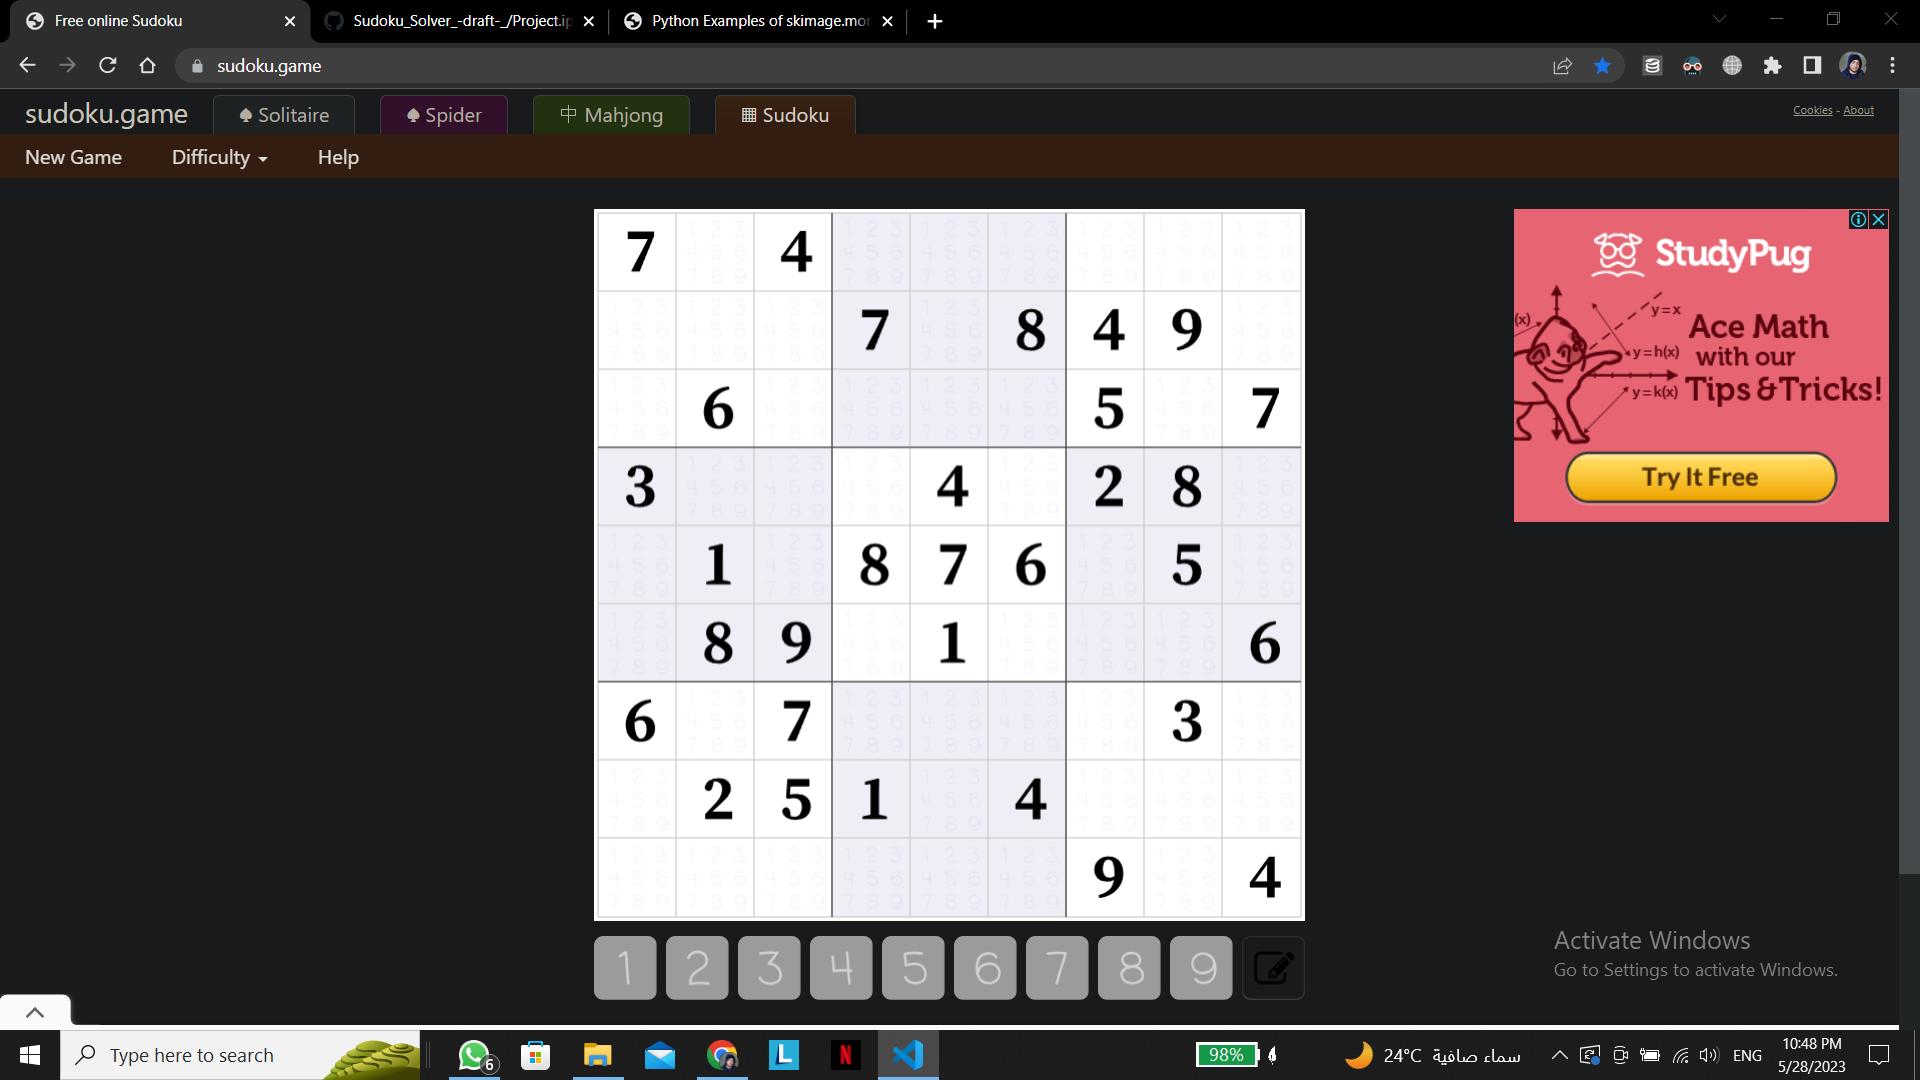 Free online Sudoku
Sudoku_Solver_-draft-_/Project.ip
Python Examples of skimage.mor
sudoku.game
sudoku.game
Solitaire
Spider
中 Mahjong
Sudoku
Cookies - About
New Game
Difficulty
Help
7 4
7 8 4 9
6 5 7
3 4 2 8
1 8 7 6 5
8 9 1 6
6 7 3
2 5 1 4
9 4
1 2 3 4 5 6 7 8 9
StudyPug
(x)
y=x
y=h(x)
y=k(x)
Ace Math
with our
Tips &Tricks!
Try It Free
Activate Windows
Go to Settings to activate Windows.
Type here to search
6
L
N
98%
24°C سماء صافية
ENG
10:48 PM
5/28/2023